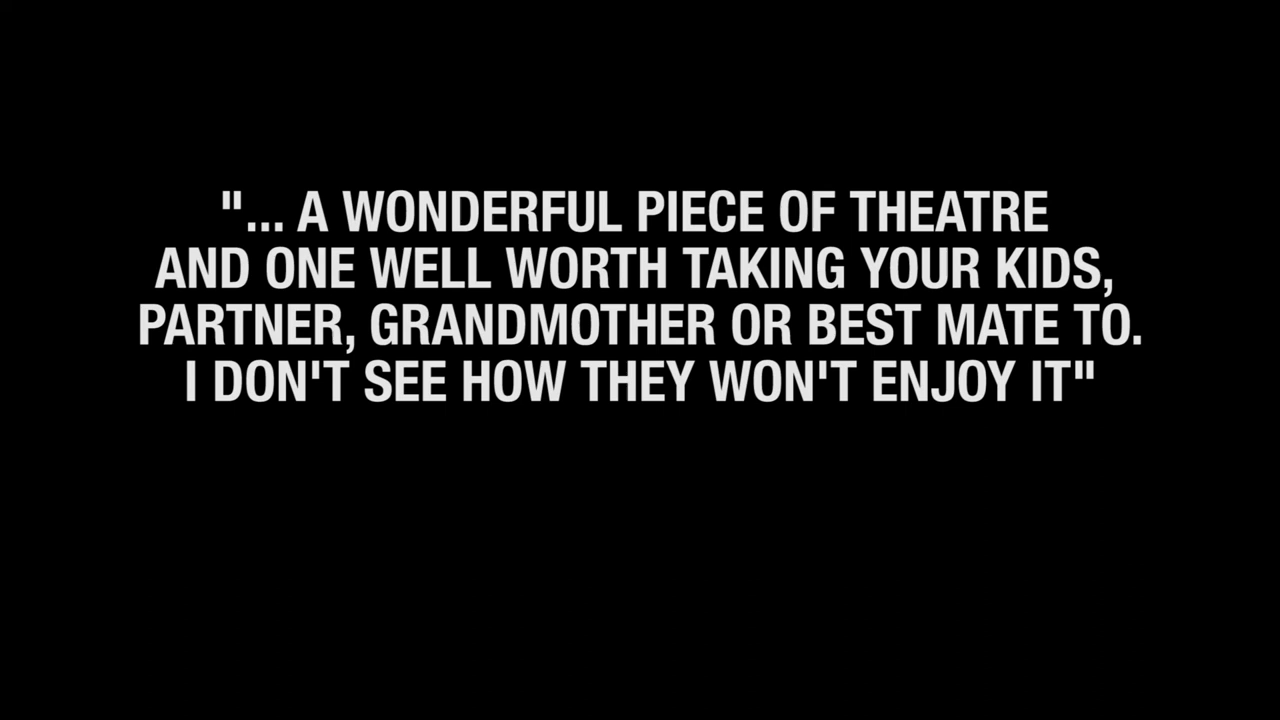 "... A WONDERFUL PIECE OF THEATRE
AND ONE WELL WORTH TAKING YOUR KIDS,
PARTNER, GRANDMOTHER OR BEST MATE TO.
I DON'T SEE HOW THEY WON'T ENJOY IT"